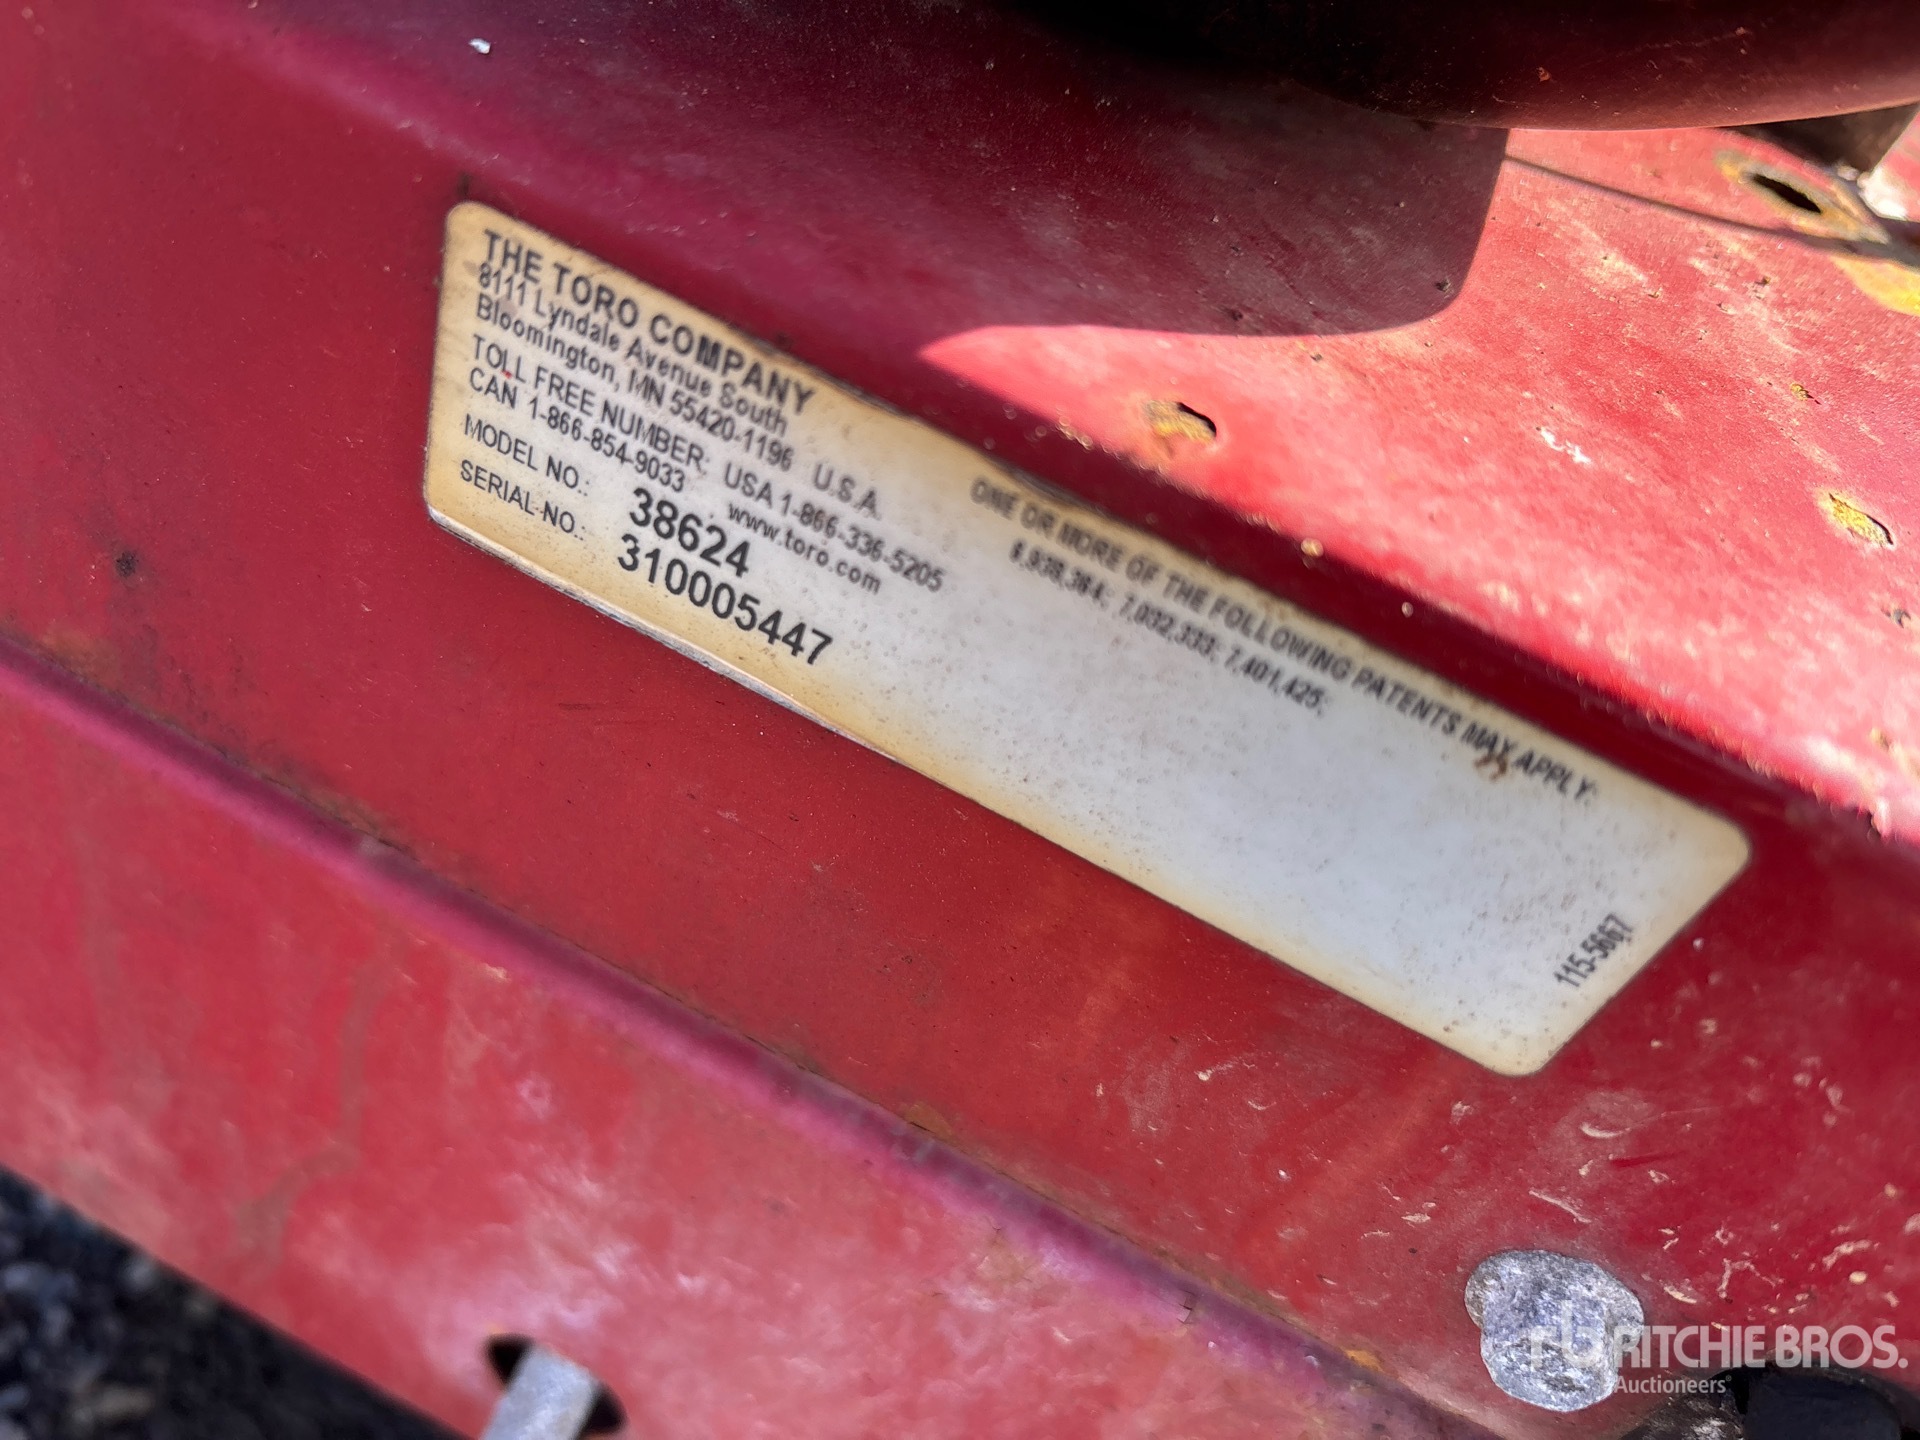 THE TORO COMPANY
8111 Lyndale Avenue South
Bloomington, MN 55420-1196 U.S.A.
TOLL FREE NUMBER: USA 1-866-336-5205
CAN 1-866-854-9033 www.toro.com
MODEL NO.: 38624
SERIAL NO.: 310005447
ONE OR MORE OF THE FOLLOWING PATENTS MAY APPLY:
6,938,364; 7,032,333; 7,401,425;
115-5667
rb RITCHIE BROS.
Auctioneers